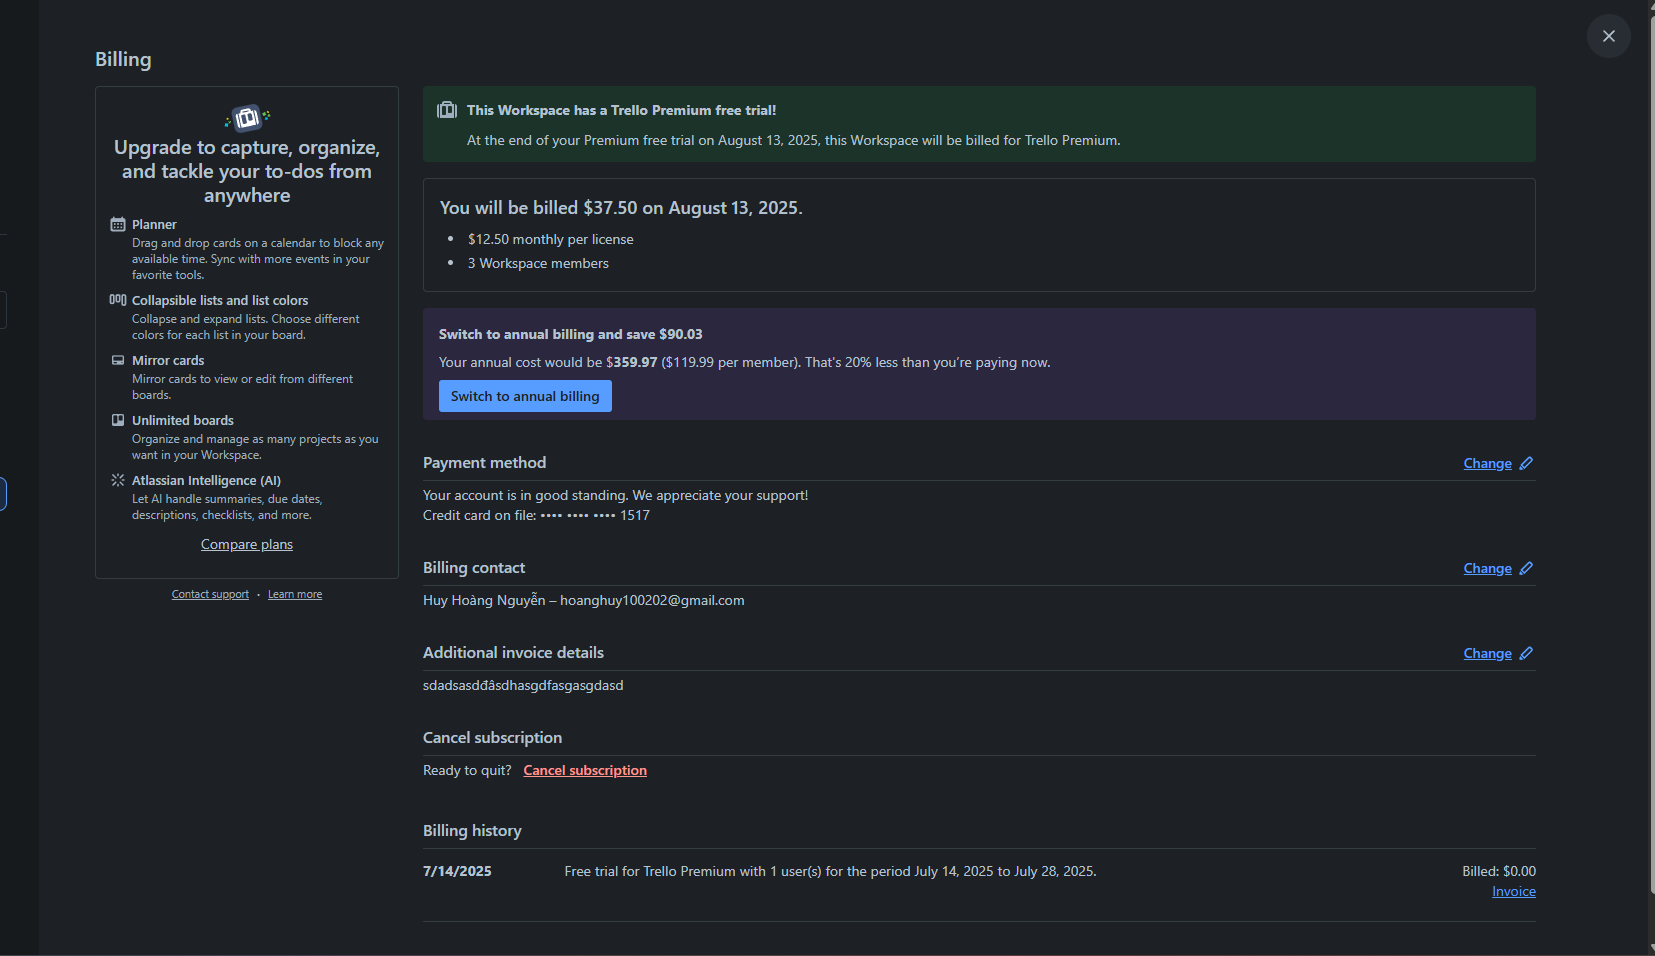 Billing
Upgrade to capture, organize,
and tackle your to-dos from
anywhere
Planner
Drag and drop cards on a calendar to block any
available time. Sync with more events in your
favorite tools.
Collapsible lists and list colors
Collapse and expand lists. Choose different
colors for each list in your board.
Mirror cards
Mirror cards to view or edit from different
boards.
Unlimited boards
Organize and manage as many projects as you
want in your Workspace.
Atlassian Intelligence (AI)
Let AI handle summaries, due dates,
descriptions, checklists, and more.
Compare plans
Contact support • Learn more
This Workspace has a Trello Premium free trial!
At the end of your Premium free trial on August 13, 2025, this Workspace will be billed for Trello Premium.
You will be billed $37.50 on August 13, 2025.
• $12.50 monthly per license
• 3 Workspace members
Switch to annual billing and save $90.03
Your annual cost would be $359.97 ($119.99 per member). That's 20% less than you’re paying now.
Switch to annual billing
Payment method Change
Your account is in good standing. We appreciate your support!
Credit card on file: •••• •••• •••• 1517
Billing contact Change
Huy Hoàng Nguyễn – hoanghuy100202@gmail.com
Additional invoice details Change
sdadsasdđâsdhasgdfasgasgdasd
Cancel subscription
Ready to quit? Cancel subscription
Billing history
7/14/2025 Free trial for Trello Premium with 1 user(s) for the period July 14, 2025 to July 28, 2025. Billed: $0.00
Invoice